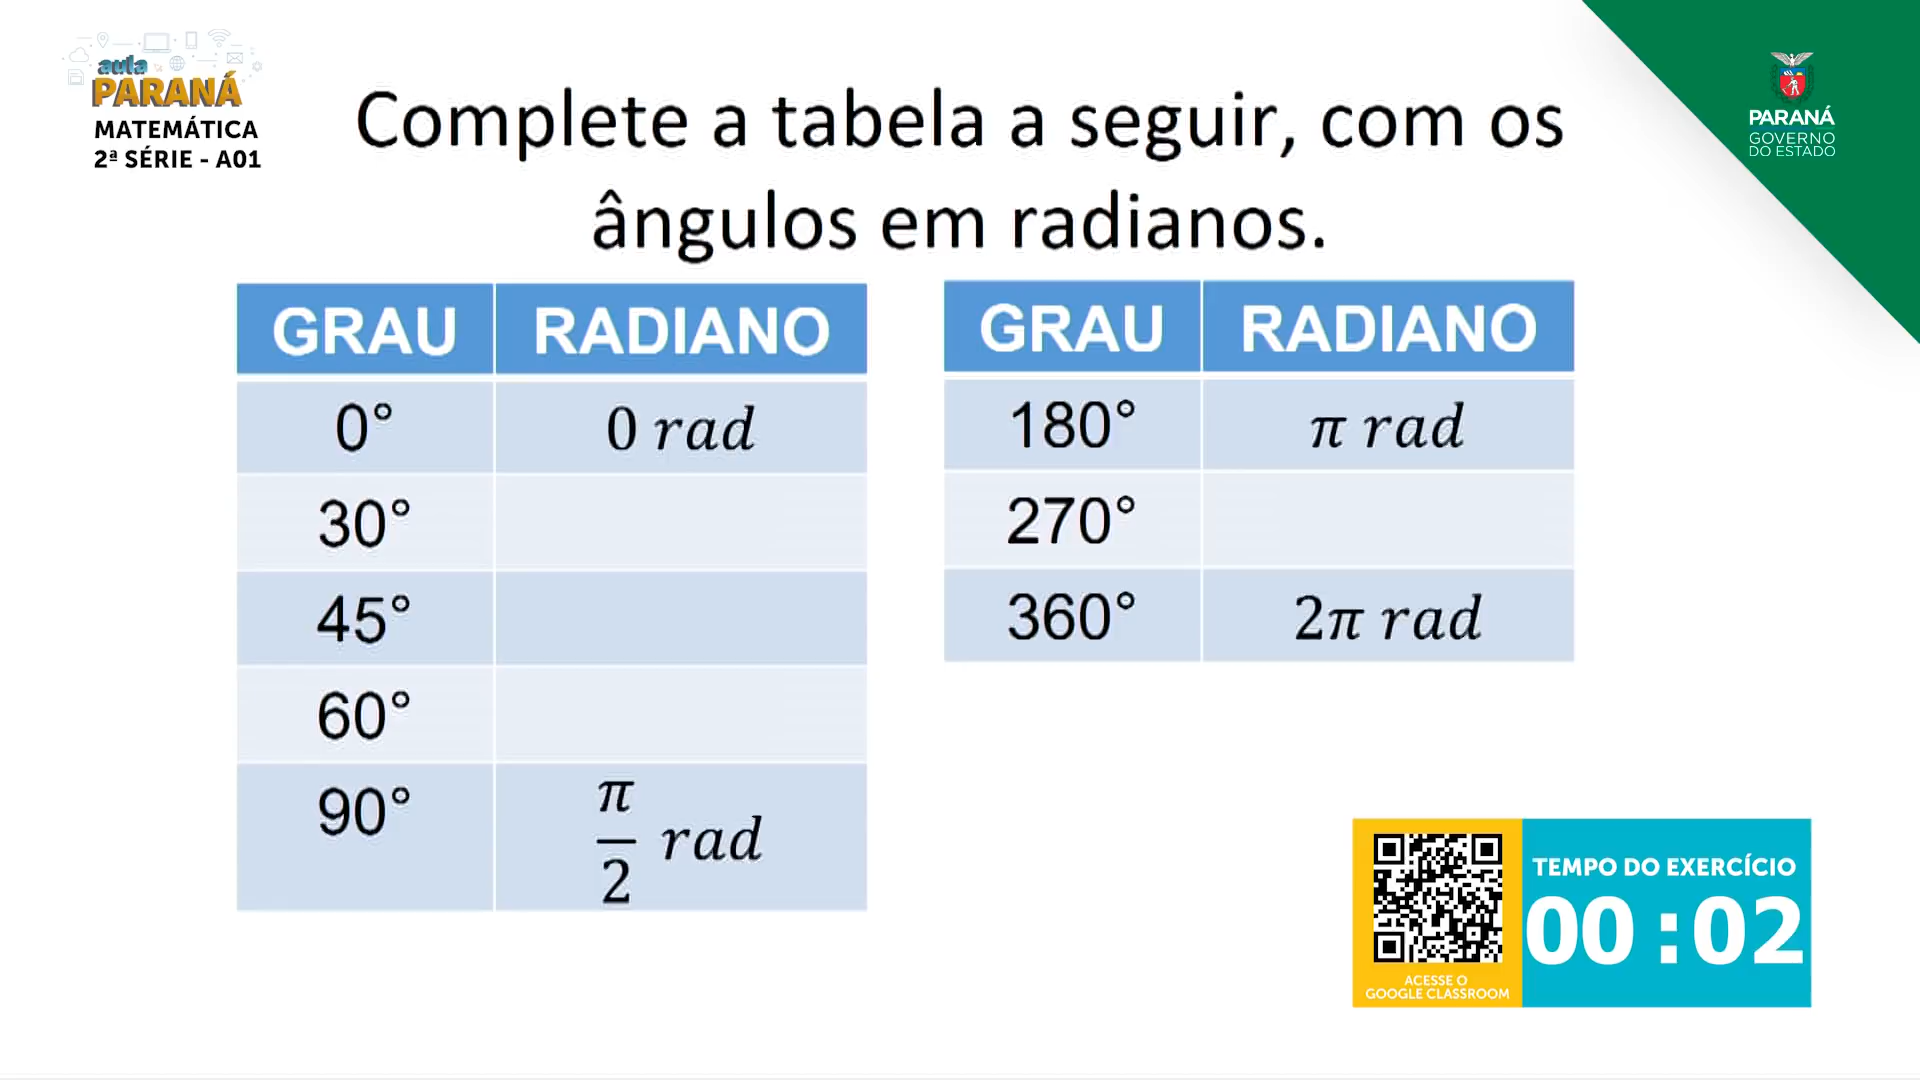 aula
PARANÁ
MATEMÁTICA
2ª SÉRIE - A01
Complete a tabela a seguir, com os
ângulos em radianos.
PARANÁ
GOVERNO
DO ESTADO
GRAU RADIANO
0° 0 rad
30°
45°
60°
90° π/2 rad
GRAU RADIANO
180° π rad
270°
360° 2π rad
ACESSE O
GOOGLE CLASSROOM
TEMPO DO EXERCÍCIO
00 :02